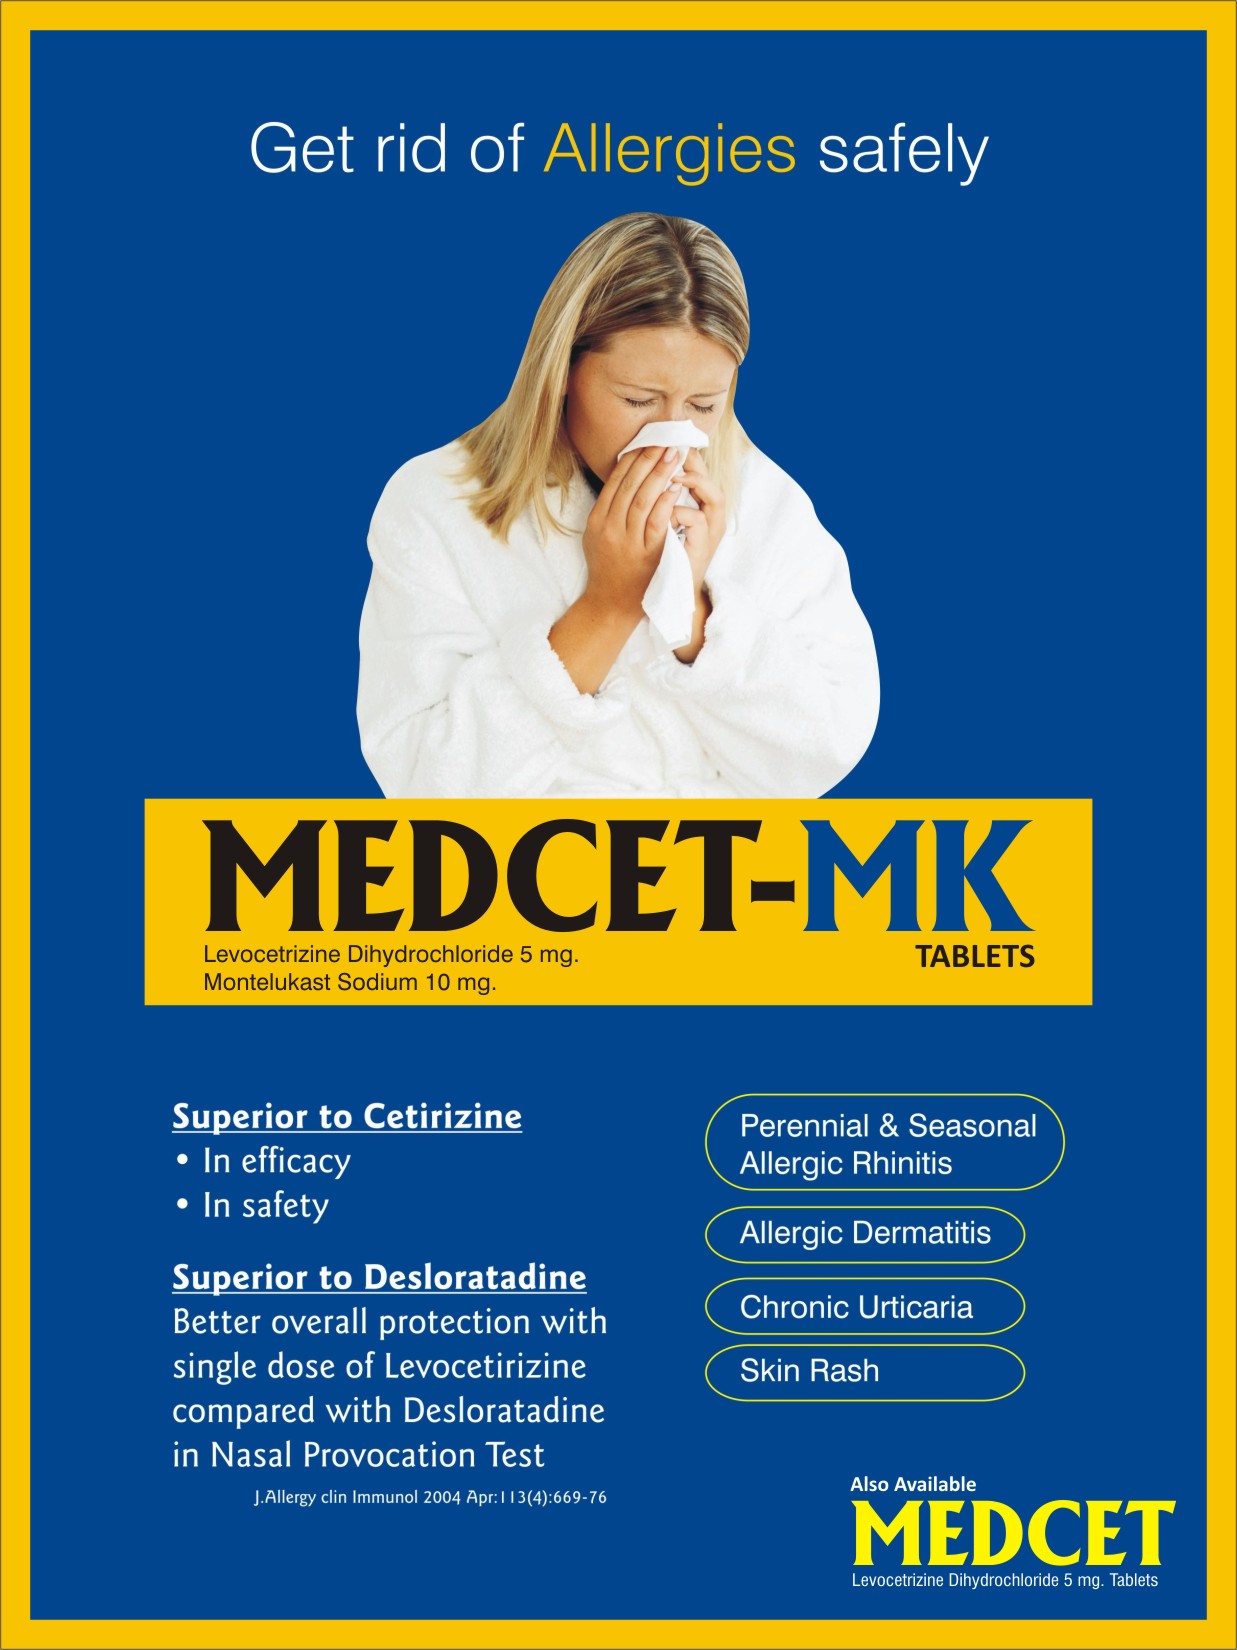 Get rid of Allergies safely
MEDCET-MK
Levocetrizine Dihydrochloride 5 mg.
Montelukast Sodium 10 mg.
TABLETS
Superior to Cetirizine
• In efficacy
• In safety
Superior to Desloratadine
Better overall protection with
single dose of Levocetirizine
compared with Desloratadine
in Nasal Provocation Test
J.Allergy clin Immunol 2004 Apr:113(4):669-76
Perennial & Seasonal
Allergic Rhinitis
Allergic Dermatitis
Chronic Urticaria
Skin Rash
Also Available
MEDCET
Levocetrizine Dihydrochloride 5 mg. Tablets